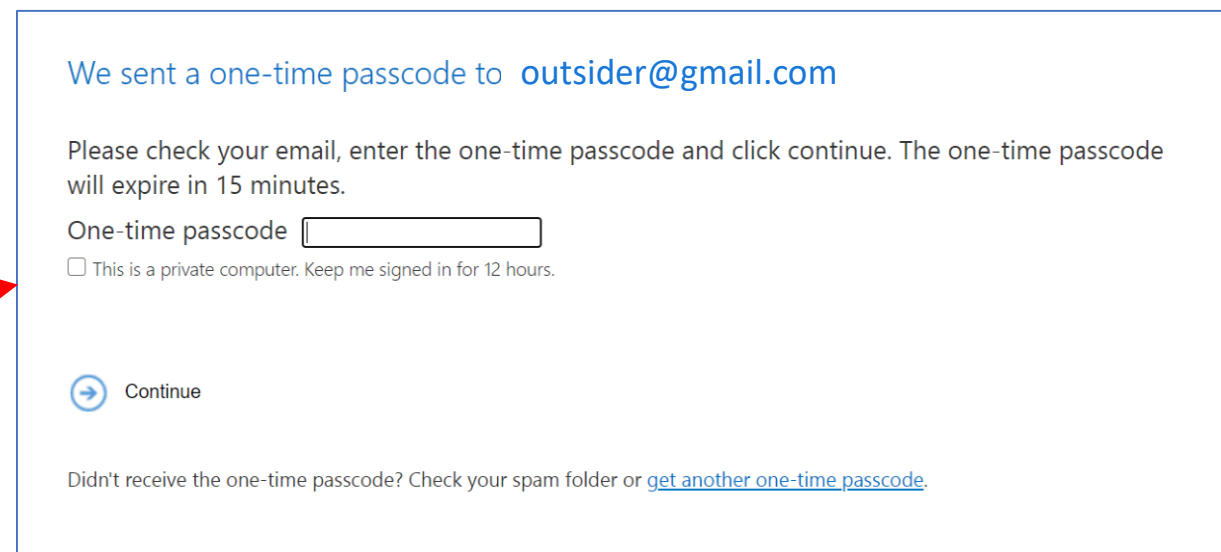 We sent a one-time passcode to outsider@gmail.com
Please check your email, enter the one-time passcode and click continue. The one-time passcode
will expire in 15 minutes.
One-time passcode
This is a private computer. Keep me signed in for 12 hours.
Continue
Didn't receive the one-time passcode? Check your spam folder or get another one-time passcode.